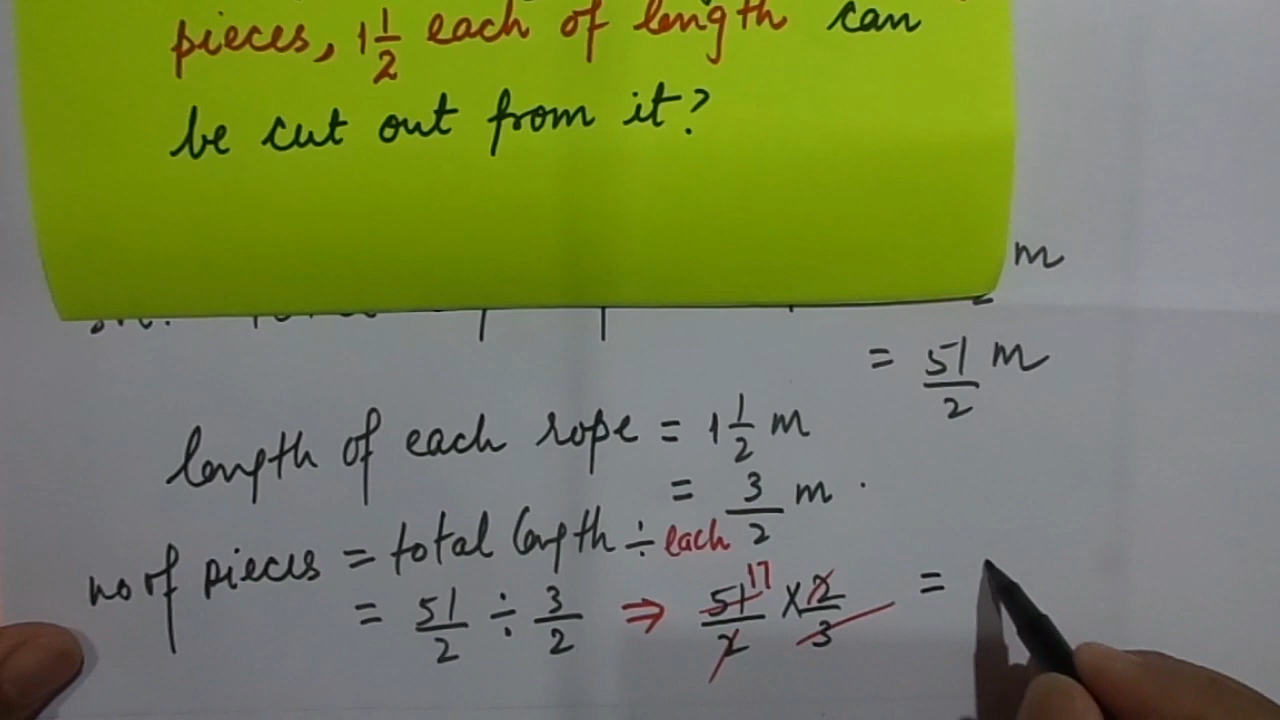 pieces, 1 1/2 each of length can
be cut out from it?
m
= 51/2 m
length of each rope = 1 1/2 m
= 3/2 m .
no of pieces = total length ÷ each
= 51/2 ÷ 3/2 ⇒ 51/2 17 × 2/3 =